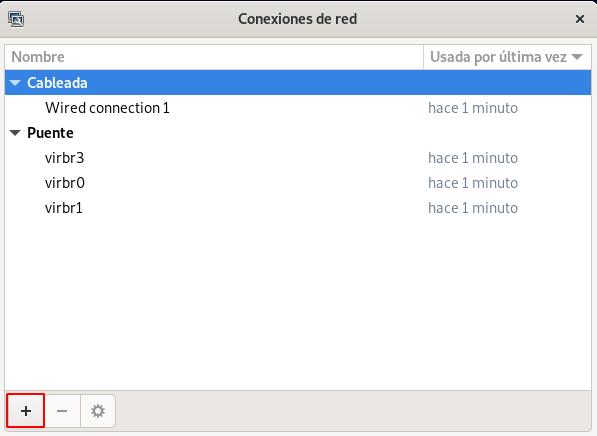 Conexiones de red
Nombre Usada por última vez
Cableada
Wired connection 1 hace 1 minuto
Puente
virbr3 hace 1 minuto
virbr0 hace 1 minuto
virbr1 hace 1 minuto